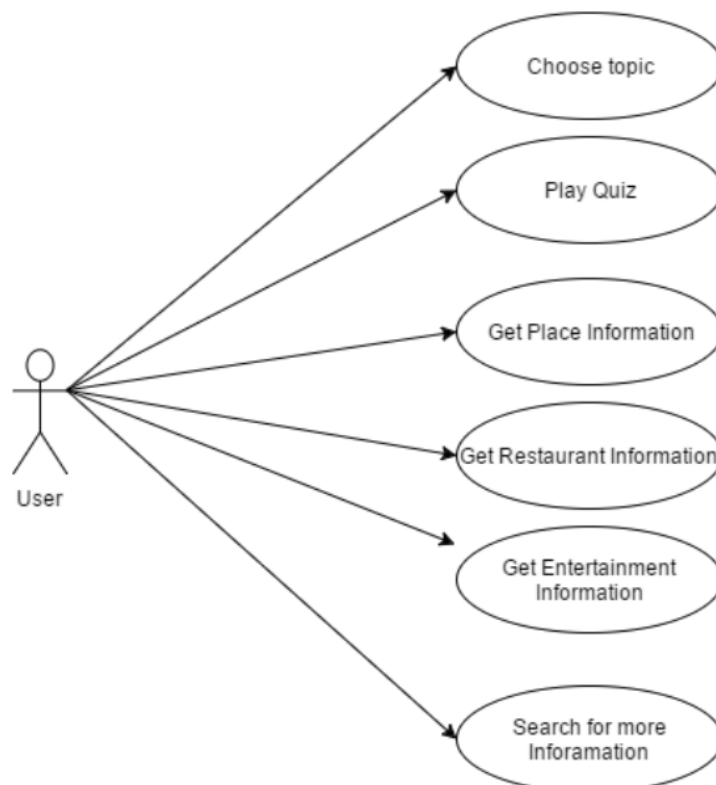 Choose topic
Play Quiz
Get Place Information
Get Restaurant Information
User
Get Entertainment
Information
Search for more
Inforamation